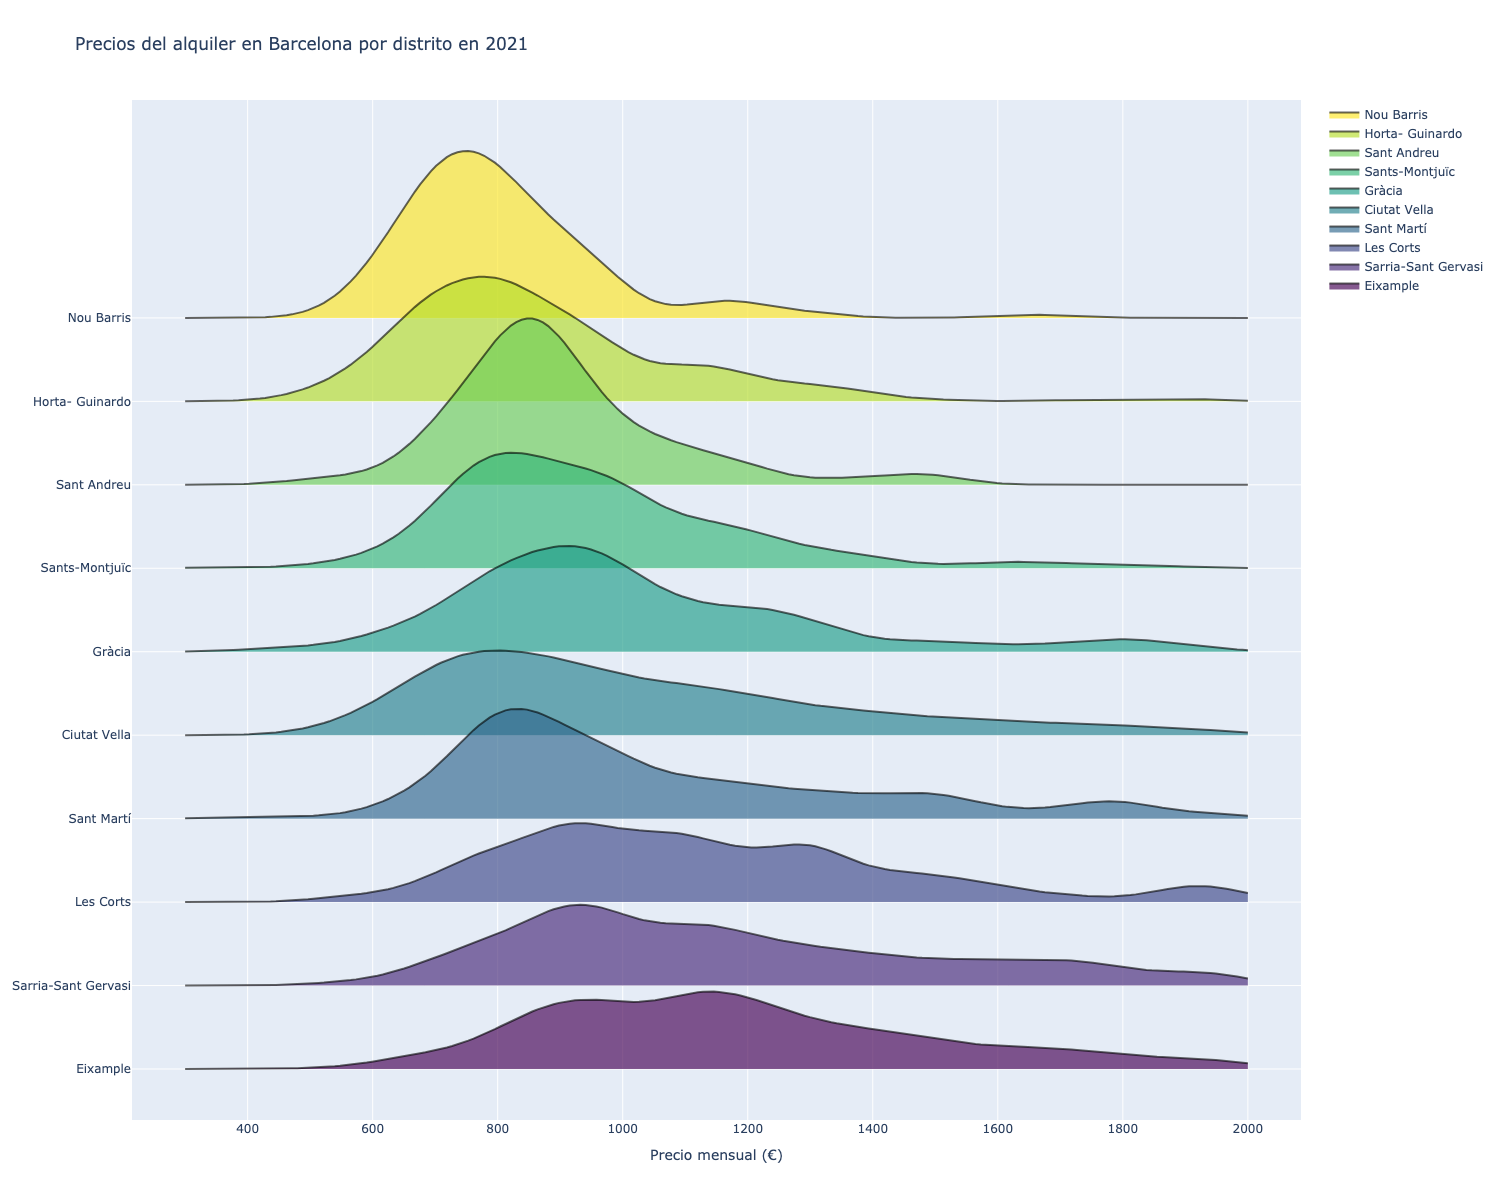 Precios del alquiler en Barcelona por distrito en 2021
Nou Barris
Horta- Guinardo
Sant Andreu
Sants-Montjuïc
Gràcia
Ciutat Vella
Sant Martí
Les Corts
Sarria-Sant Gervasi
Eixample
Nou Barris
Horta- Guinardo
Sant Andreu
Sants-Montjuïc
Gràcia
Ciutat Vella
Sant Martí
Les Corts
Sarria-Sant Gervasi
Eixample
400 600 800 1000 1200 1400 1600 1800 2000
Precio mensual (€)